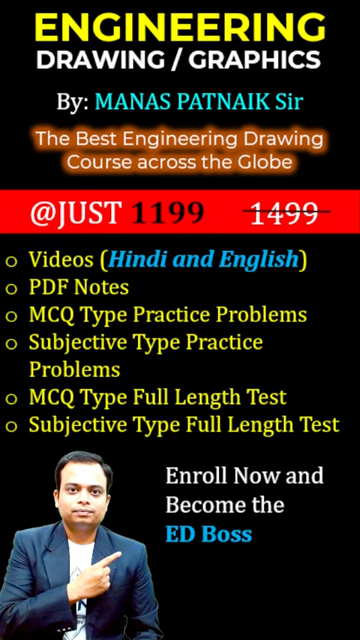 ENGINEERING
DRAWING / GRAPHICS
By: MANAS PATNAIK Sir
The Best Engineering Drawing
Course across the Globe
@JUST 1199 1499
o Videos (Hindi and English)
o PDF Notes
o MCQ Type Practice Problems
o Subjective Type Practice
Problems
o MCQ Type Full Length Test
o Subjective Type Full Length Test
Enroll Now and
Become the
ED Boss